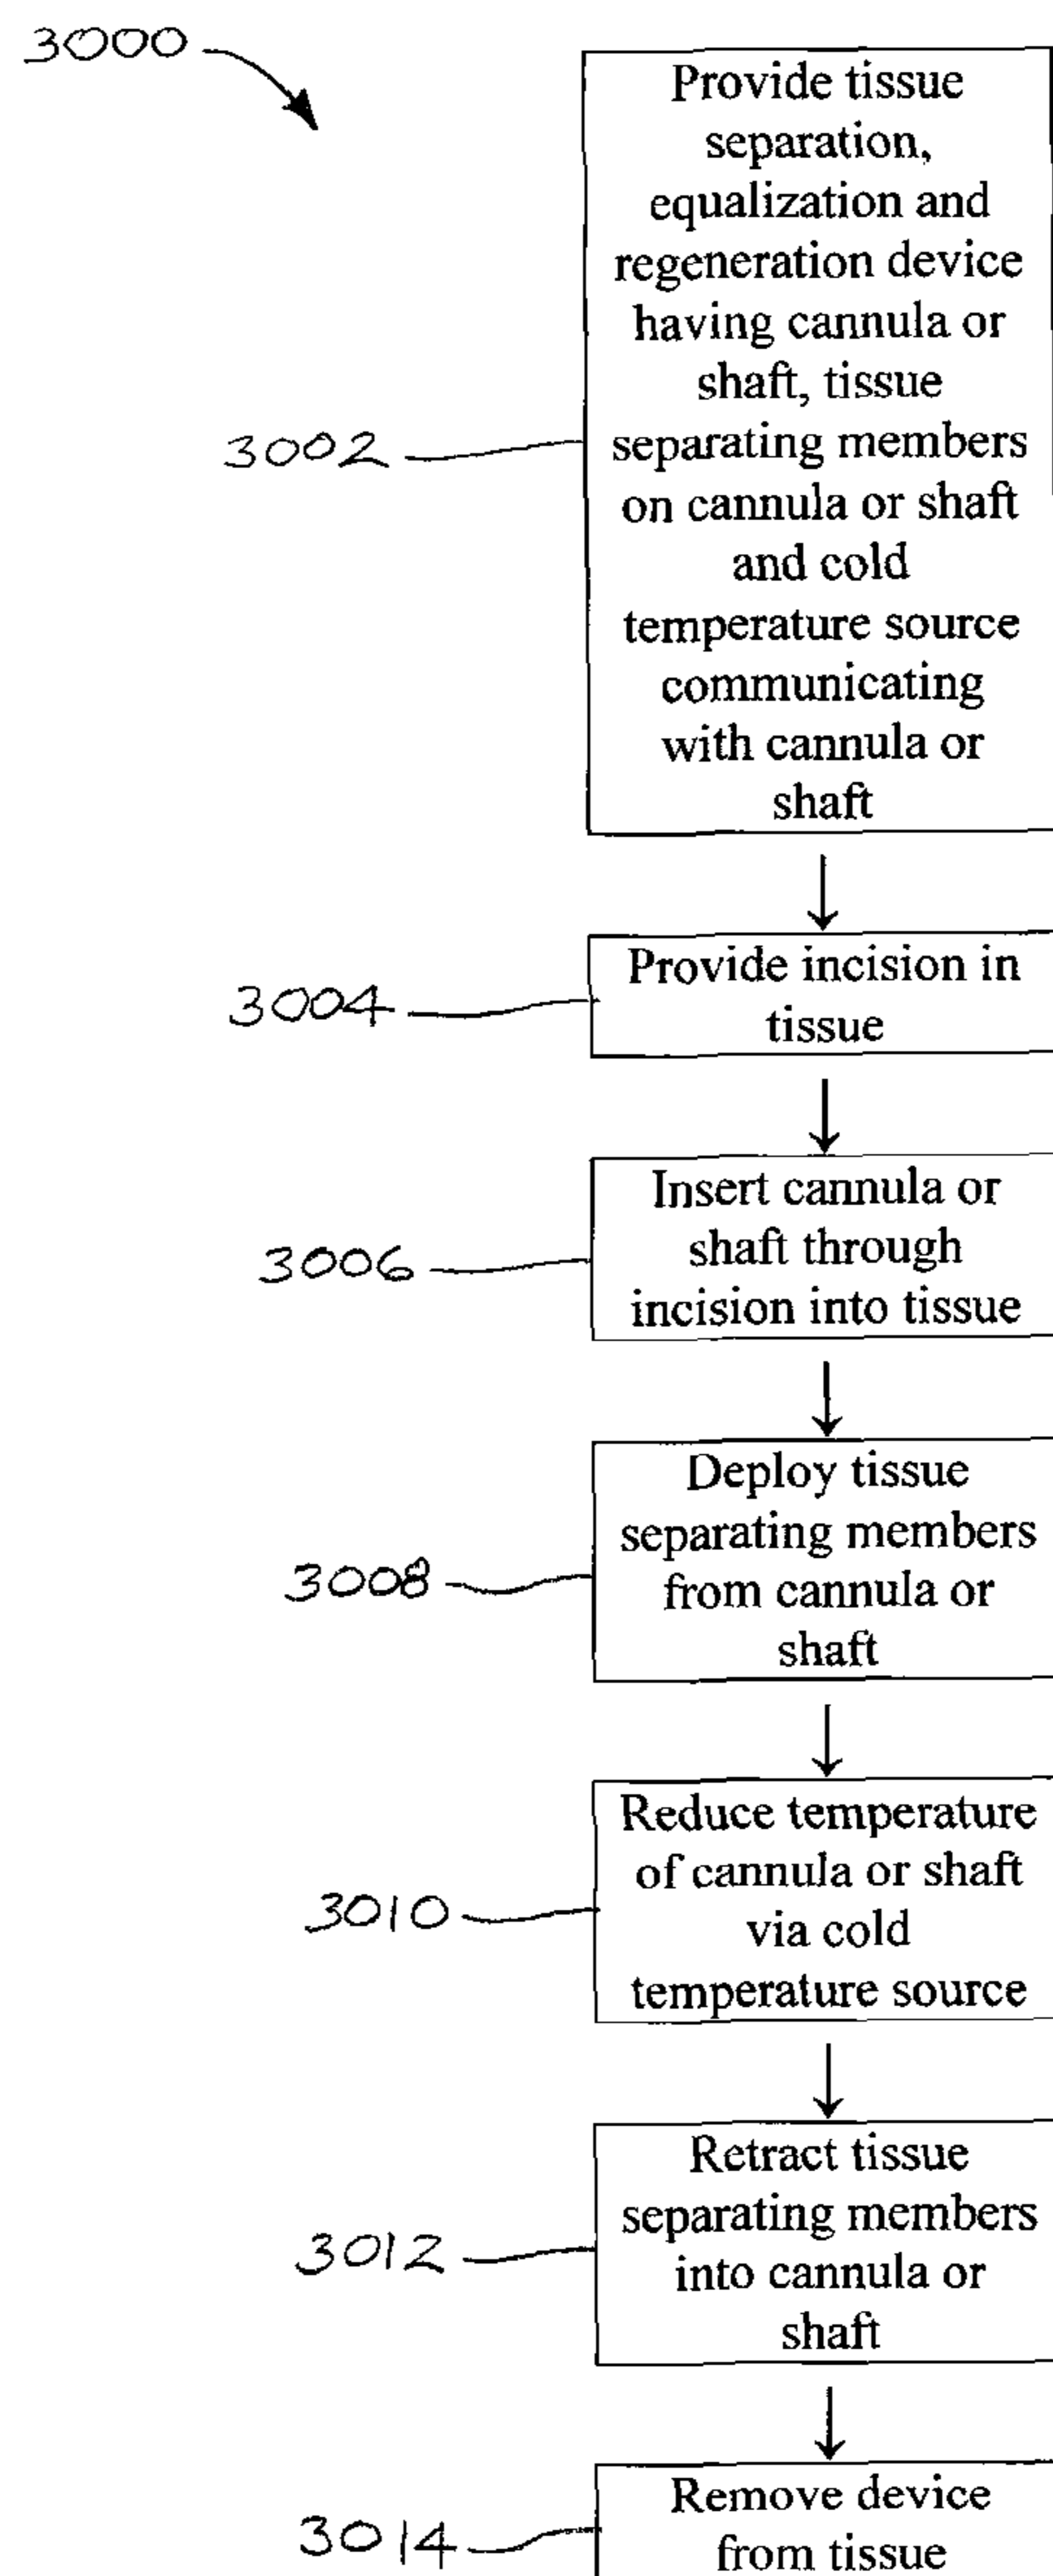 3000
Provide tissue
separation,
equalization and
regeneration device
having cannula or
shaft, tissue
separating members
on cannula or shaft
and cold
temperature source
communicating
with cannula or
shaft
3002
Provide incision in
tissue
3004
Insert cannula or
shaft through
incision into tissue
3006
Deploy tissue
separating members
from cannula or
shaft
3008
Reduce temperature
of cannula or shaft
via cold
temperature source
3010
Retract tissue
separating members
into cannula or
shaft
3012
Remove device
from tissue
3014